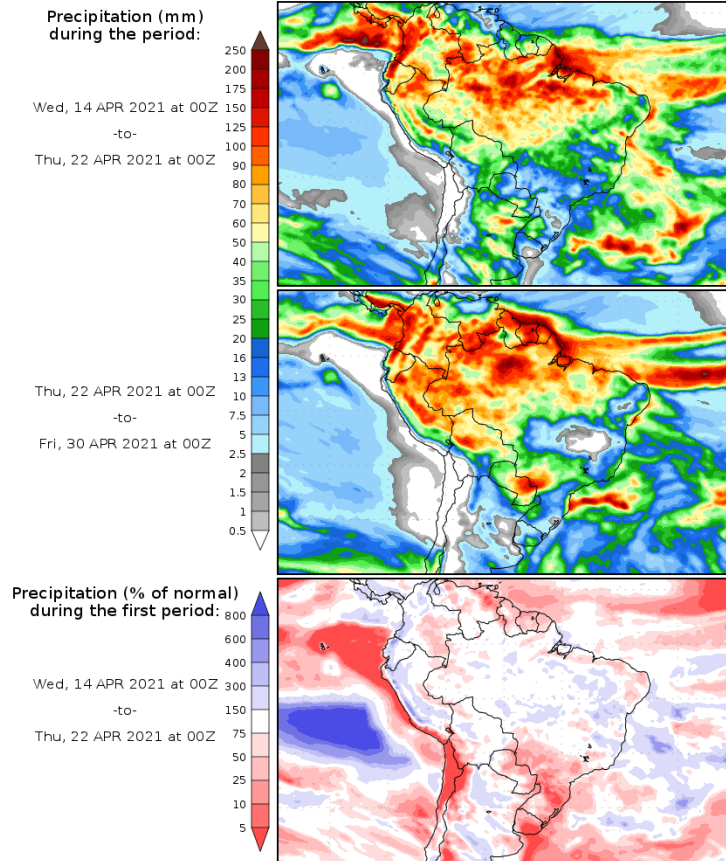 Precipitation (mm)
during the period:
250
200
175
150
125
100
90
80
70
60
50
40
35
30
25
20
16
13
10
7.5
5
2.5
2
1.5
1
0.5
Wed, 14 APR 2021 at 00Z
-to-
Thu, 22 APR 2021 at 00Z
Thu, 22 APR 2021 at 00Z
-to-
Fri, 30 APR 2021 at 00Z
Precipitation (% of normal)
during the first period:
800
600
400
300
150
75
50
25
10
5
Wed, 14 APR 2021 at 00Z
-to-
Thu, 22 APR 2021 at 00Z